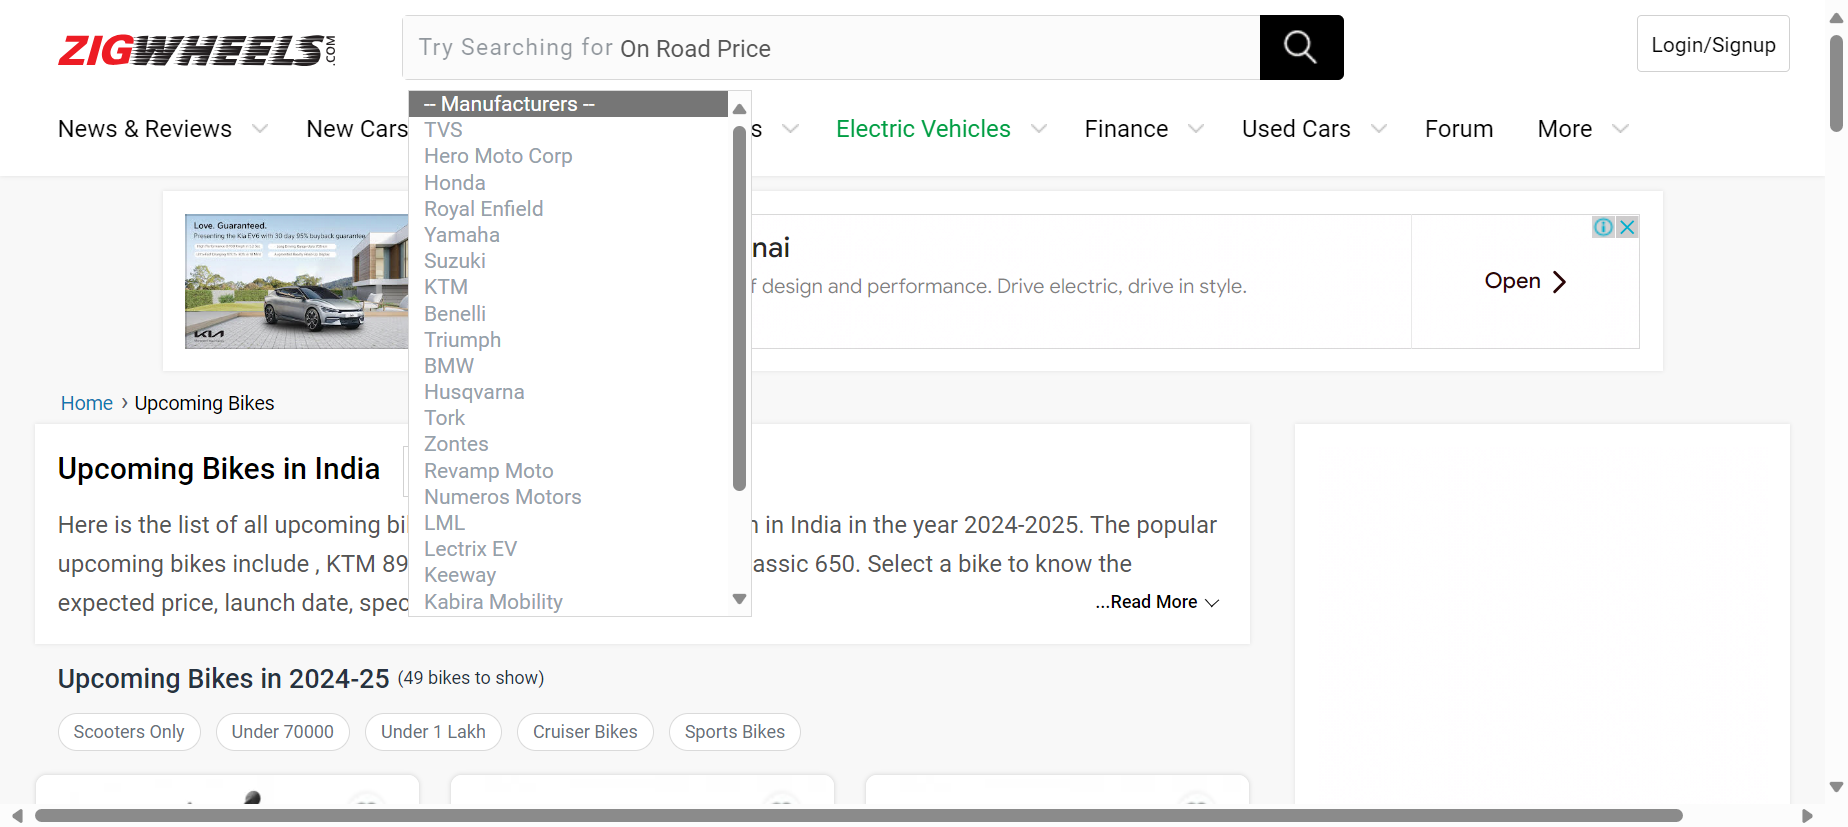 ZIGWHEELS.COM
Try Searching for On Road Price
Login/Signup
News & Reviews
New Cars
s
Electric Vehicles
Finance
Used Cars
Forum
More
-- Manufacturers --
TVS
Hero Moto Corp
Honda
Royal Enfield
Yamaha
Suzuki
KTM
Benelli
Triumph
BMW
Husqvarna
Tork
Zontes
Revamp Moto
Numeros Motors
LML
Lectrix EV
Keeway
Kabira Mobility
Love. Guaranteed.
Presenting the Kia EV6 with 30 day 95% buyback guarantee.
KIA
nai
f design and performance. Drive electric, drive in style.
Open
Home › Upcoming Bikes
Upcoming Bikes in India
Here is the list of all upcoming bi
n in India in the year 2024-2025. The popular
upcoming bikes include , KTM 89
assic 650. Select a bike to know the
expected price, launch date, spec
...Read More
Upcoming Bikes in 2024-25 (49 bikes to show)
Scooters Only
Under 70000
Under 1 Lakh
Cruiser Bikes
Sports Bikes